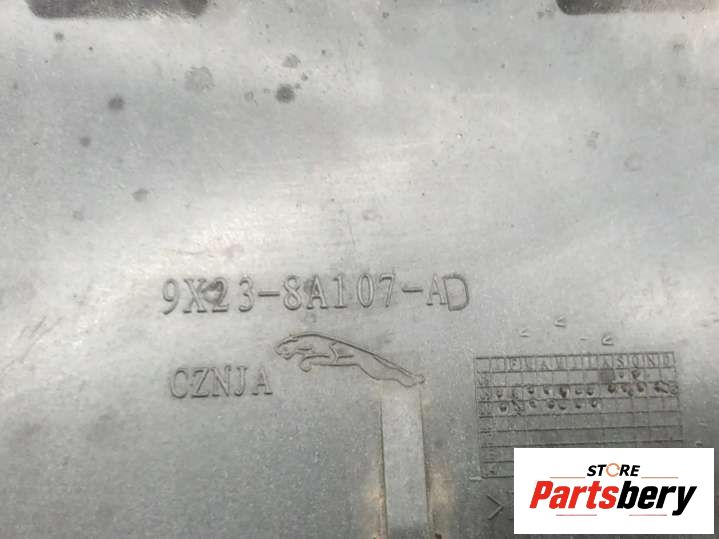 9X23-8A107-AD
CZNJA
J F M A M J J A S O N D
STORE
Partsbery